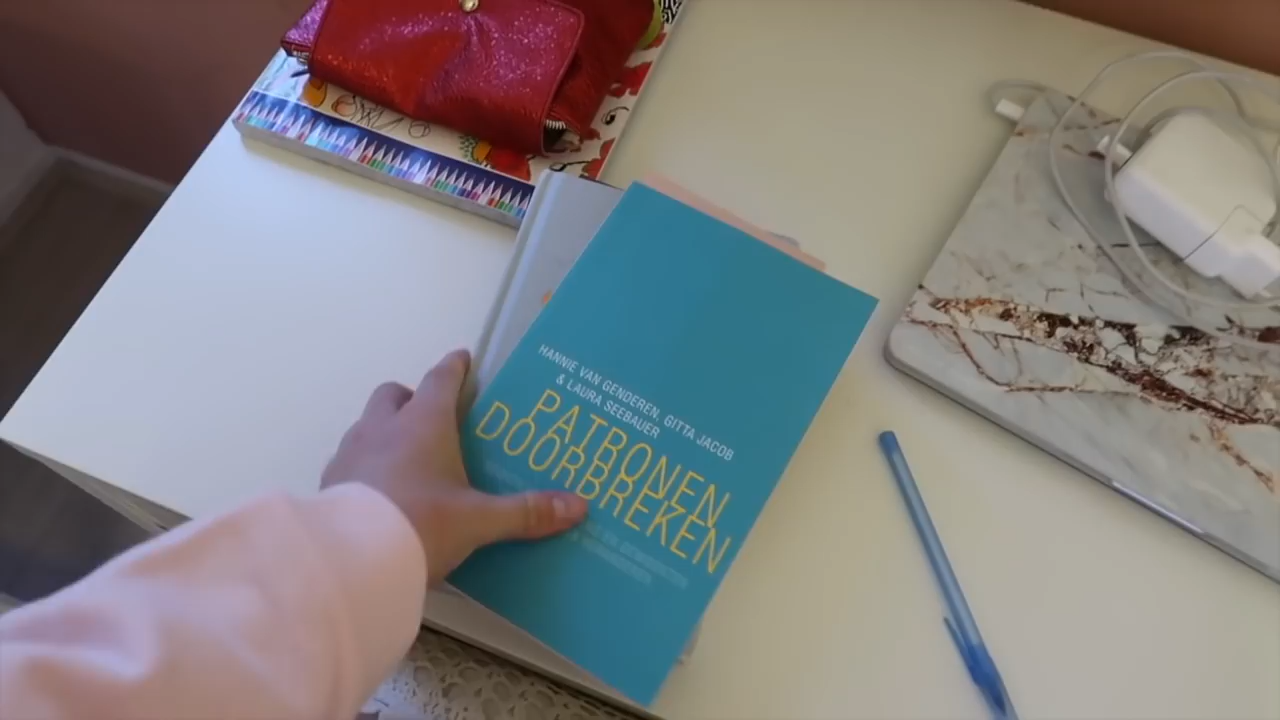 HANNIE VAN GENDEREN, GITTA JACOB
& LAURA SEEBAUER
PATRONEN
DOORBREKEN